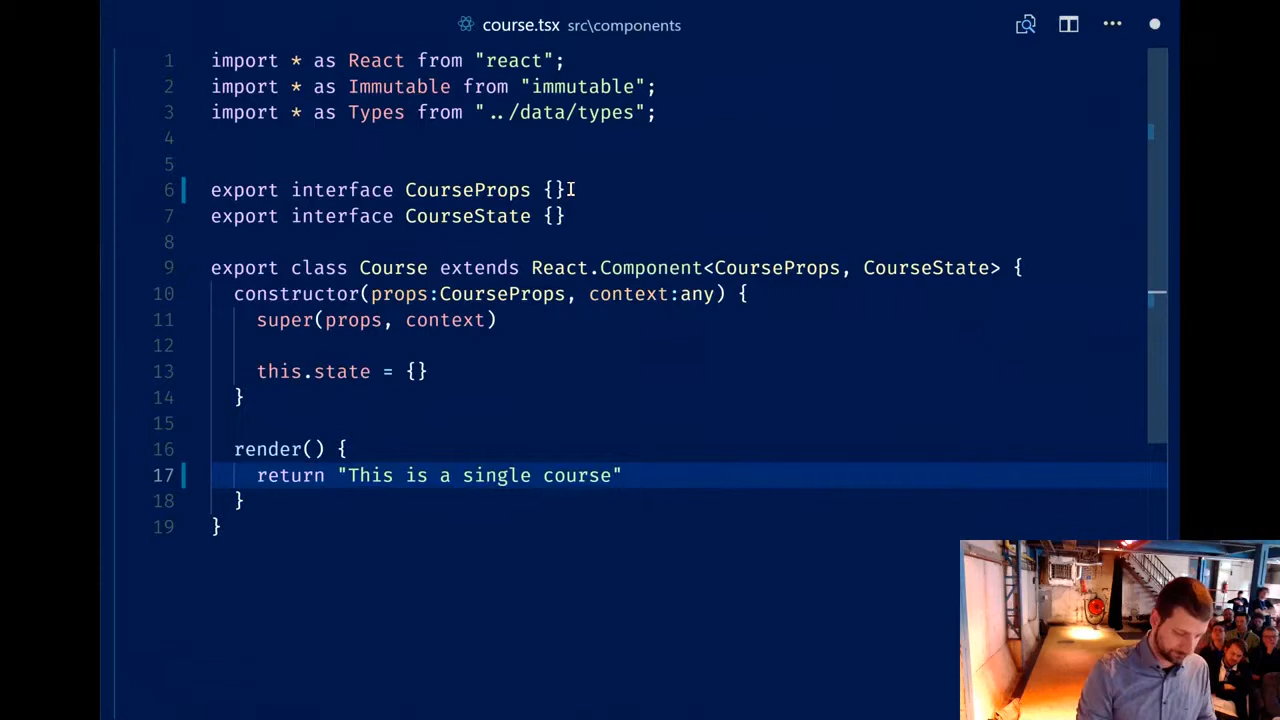 course.tsx src\components
1 import * as React from "react";
2 import * as Immutable from "immutable";
3 import * as Types from "../data/types";
4
5
6 export interface CourseProps {}
7 export interface CourseState {}
8
9 export class Course extends React.Component<CourseProps, CourseState> {
10 constructor(props:CourseProps, context:any) {
11 super(props, context)
12
13 this.state = {}
14 }
15
16 render() {
17 return "This is a single course"
18 }
19 }